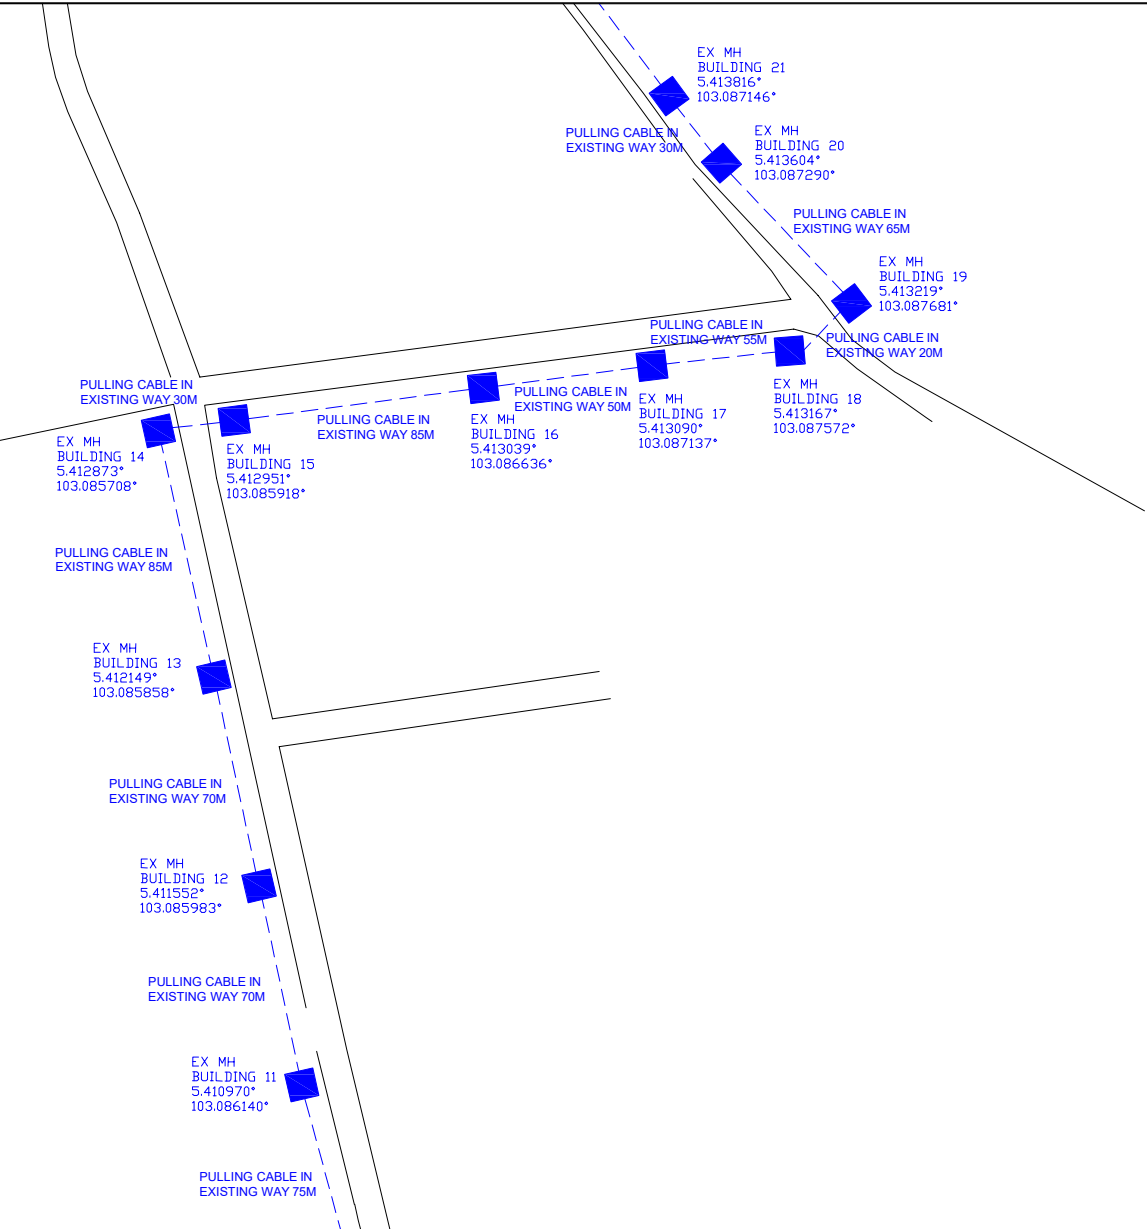 EX MH
BUILDING 21
5.413816°
103.087146°
PULLING CABLE IN
EXISTING WAY 30M
EX MH
BUILDING 20
5.413604°
103.087290°
PULLING CABLE IN
EXISTING WAY 65M
EX MH
BUILDING 19
5.413219°
103.087681°
PULLING CABLE IN
EXISTING WAY 55M
PULLING CABLE IN
EXISTING WAY 20M
EX MH
BUILDING 18
5.413167°
103.087572°
PULLING CABLE IN
EXISTING WAY 30M
PULLING CABLE IN
EXISTING WAY 50M
EX MH
BUILDING 17
5.413090°
103.087137°
PULLING CABLE IN
EXISTING WAY 85M
EX MH
BUILDING 16
5.413039°
103.086636°
EX MH
BUILDING 14
5.412873°
103.085708°
EX MH
BUILDING 15
5.412951°
103.085918°
PULLING CABLE IN
EXISTING WAY 85M
EX MH
BUILDING 13
5.412149°
103.085858°
PULLING CABLE IN
EXISTING WAY 70M
EX MH
BUILDING 12
5.411552°
103.085983°
PULLING CABLE IN
EXISTING WAY 70M
EX MH
BUILDING 11
5.410970°
103.086140°
PULLING CABLE IN
EXISTING WAY 75M